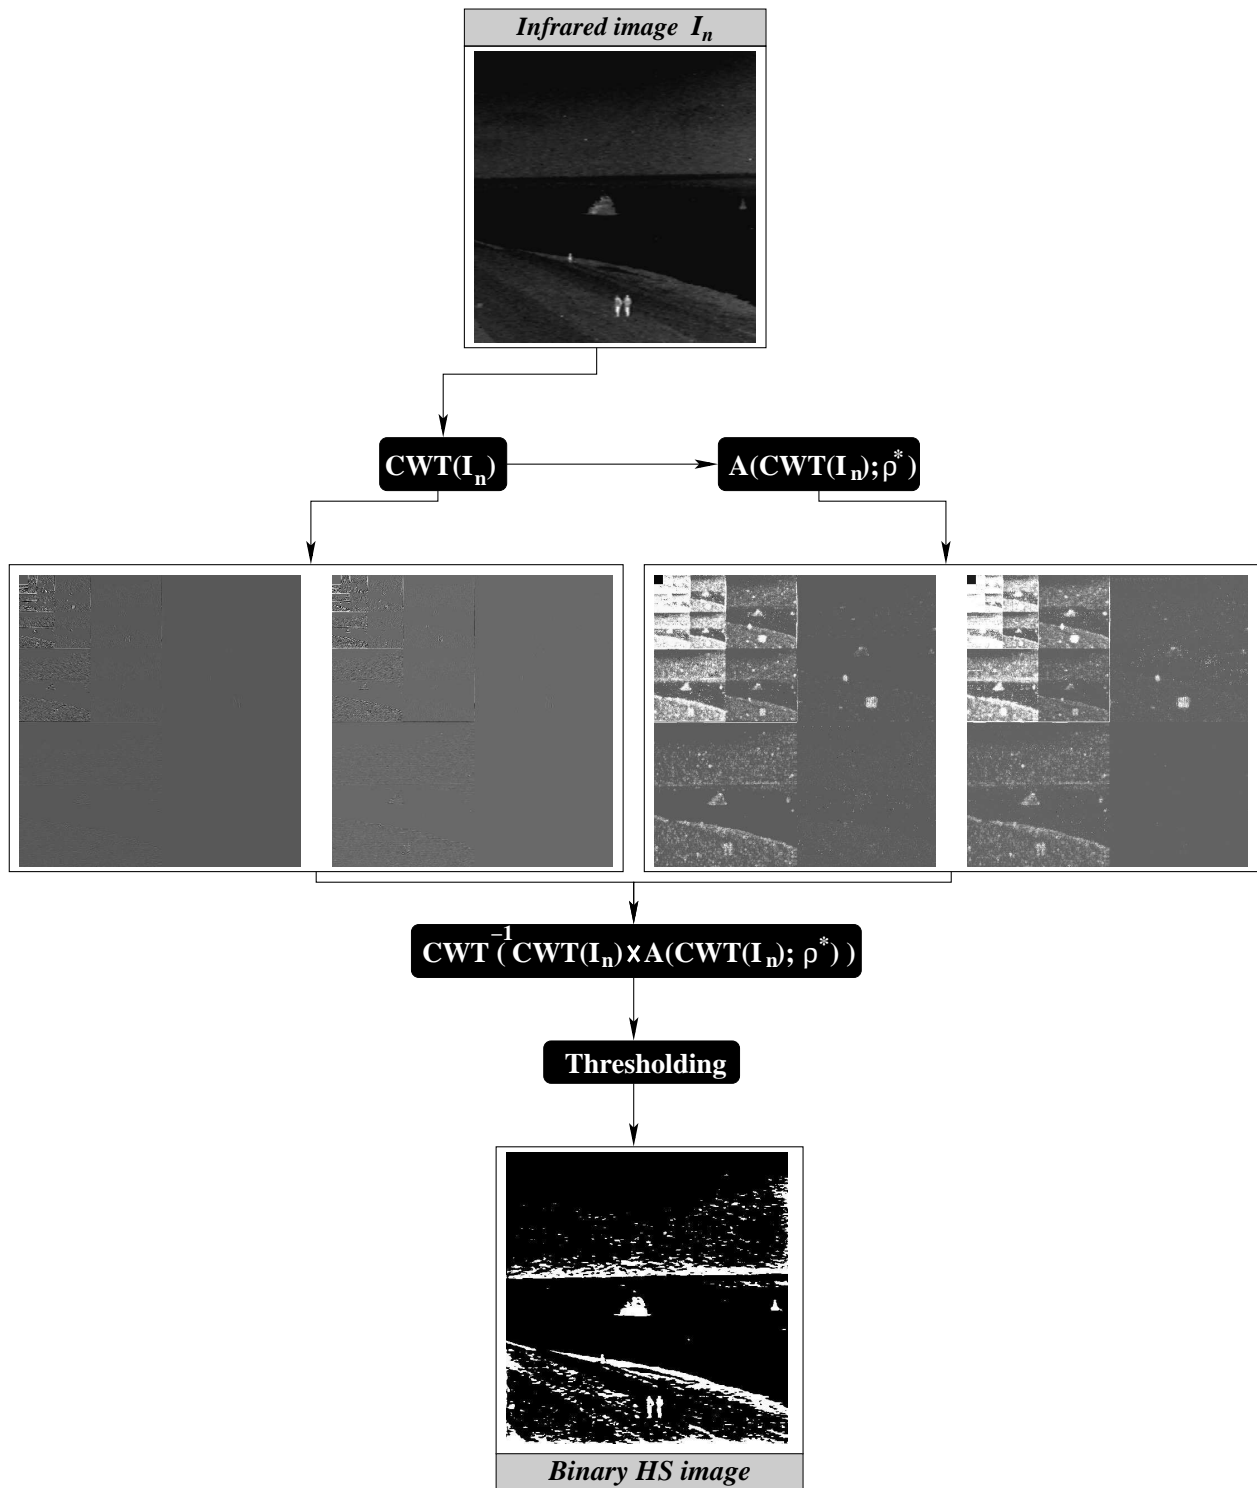 Infrared image I_n
CWT(I_n)
A(CWT(I_n); ρ*)
CWT⁻¹(CWT(I_n) × A(CWT(I_n); ρ*))
Thresholding
Binary HS image